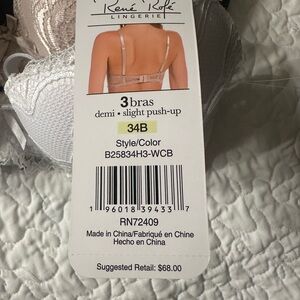 René Rofé
LINGERIE
3 bras
demi • slight push-up
34B
Style/Color
B25834H3-WCB
1 96018 39433 7
RN72409
Made in China/Fabriqué en Chine
Hecho en China
Suggested Retail: $68.00